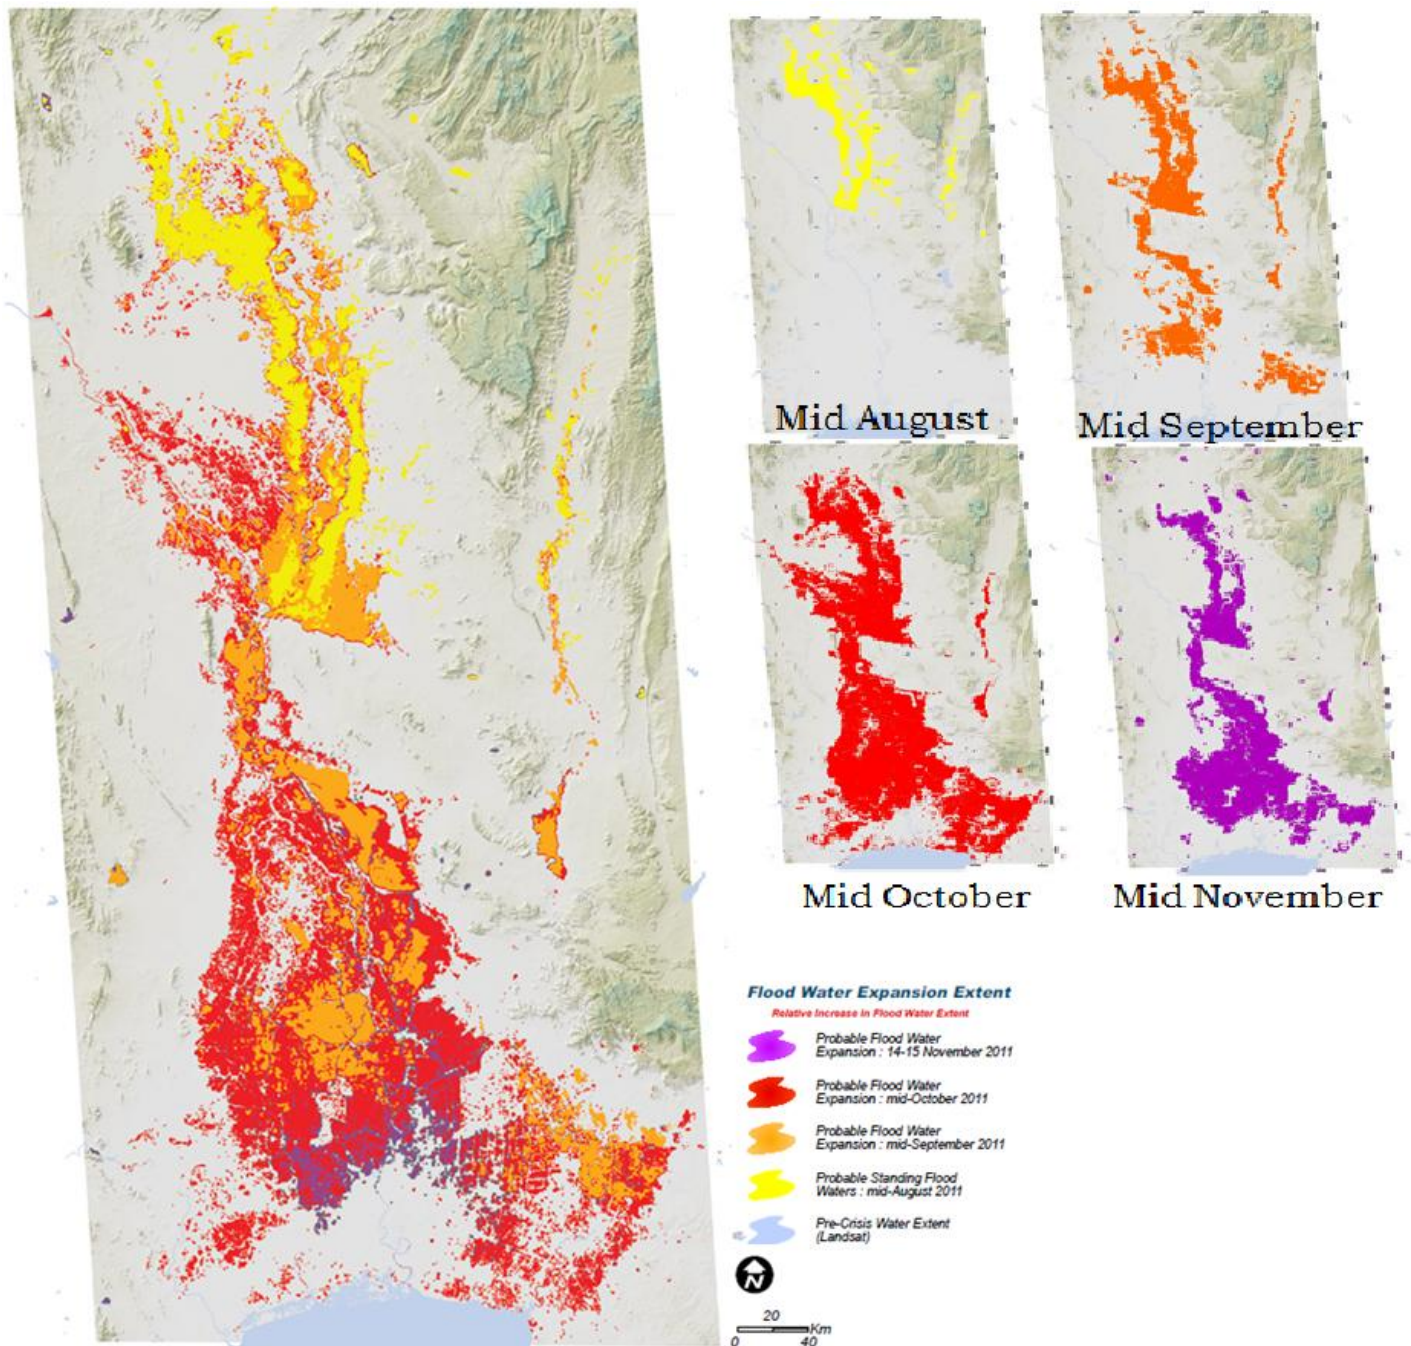 Mid August
Mid September
Mid October
Mid November
Flood Water Expansion Extent
Relative Increase in Flood Water Extent
Probable Flood Water
Expansion : 14-15 November 2011
Probable Flood Water
Expansion : mid-October 2011
Probable Flood Water
Expansion : mid-September 2011
Probable Standing Flood
Waters : mid-August 2011
Pre-Crisis Water Extent
(Landsat)
N
20
Km
0
40